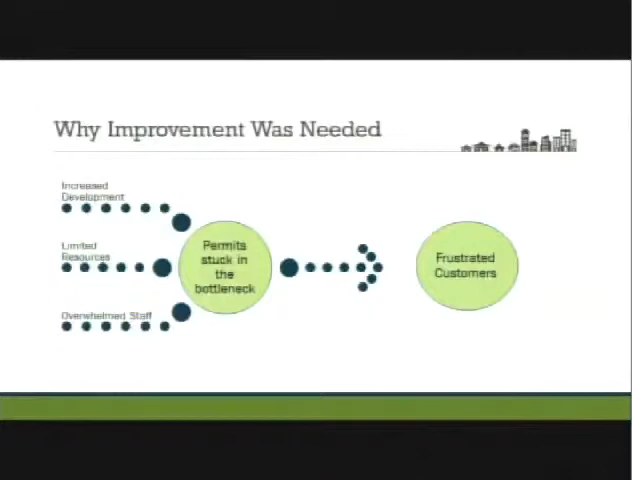 Why Improvement Was Needed
Increased
Development
Limited
Resources
Overwhelmed Staff
Permits
stuck in
the
bottleneck
Frustrated
Customers